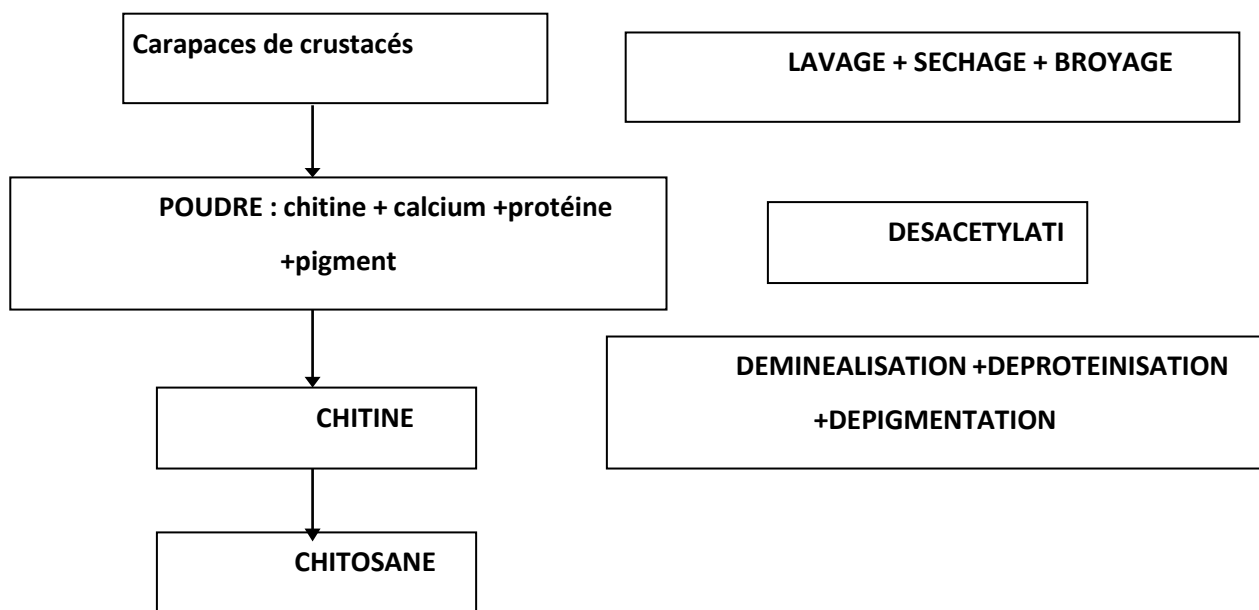 Carapaces de crustacés
LAVAGE + SECHAGE + BROYAGE
POUDRE : chitine + calcium +protéine
+pigment
DESACETYLATI
DEMINEALISATION +DEPROTEINISATION
+DEPIGMENTATION
CHITINE
CHITOSANE